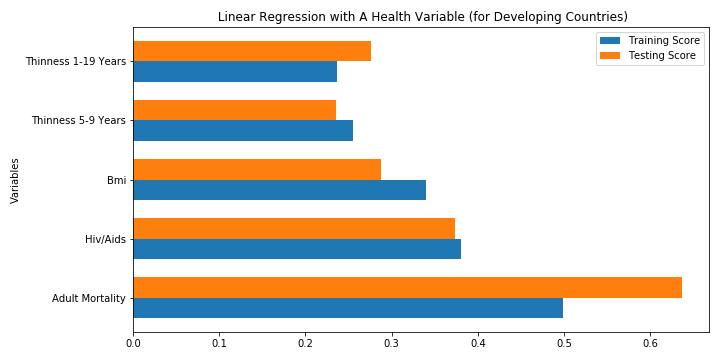 Linear Regression with A Health Variable (for Developing Countries)
Training Score
Testing Score
Thinness 1-19 Years
Thinness 5-9 Years
Bmi
Hiv/Aids
Adult Mortality
Variables
0.0 0.1 0.2 0.3 0.4 0.5 0.6